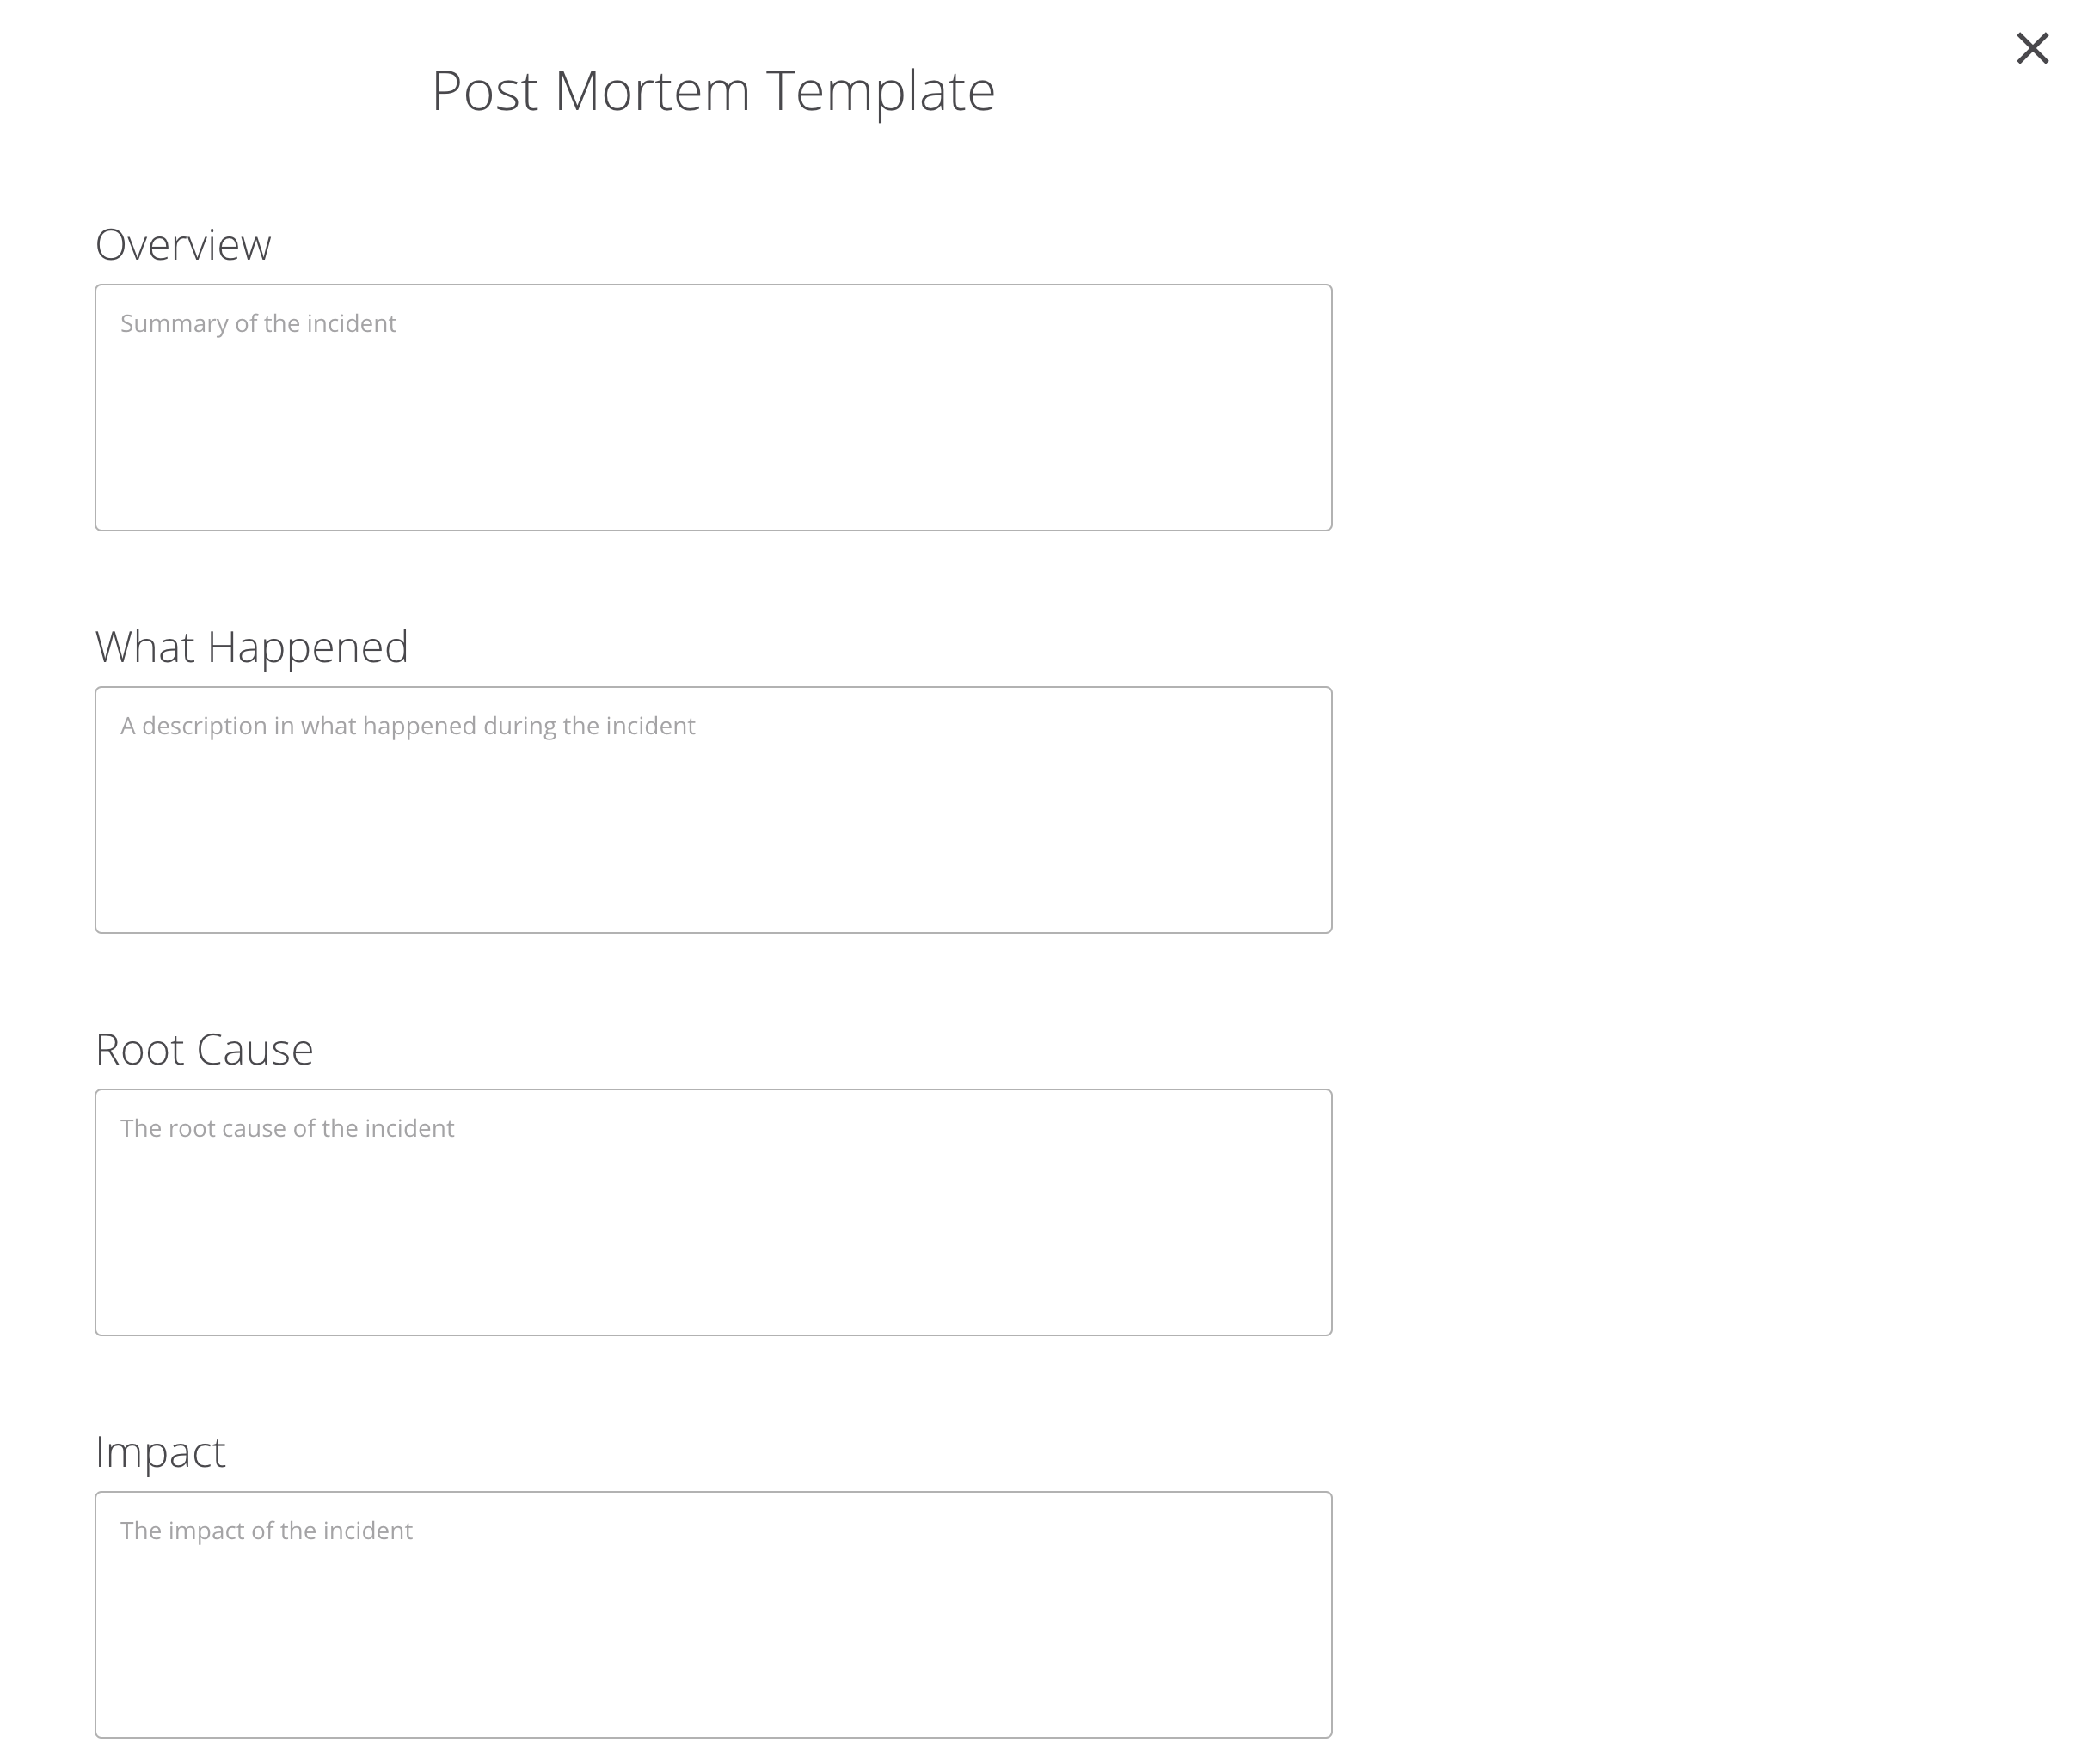 Post Mortem Template
Overview
Summary of the incident
What Happened
A description in what happened during the incident
Root Cause
The root cause of the incident
Impact
The impact of the incident